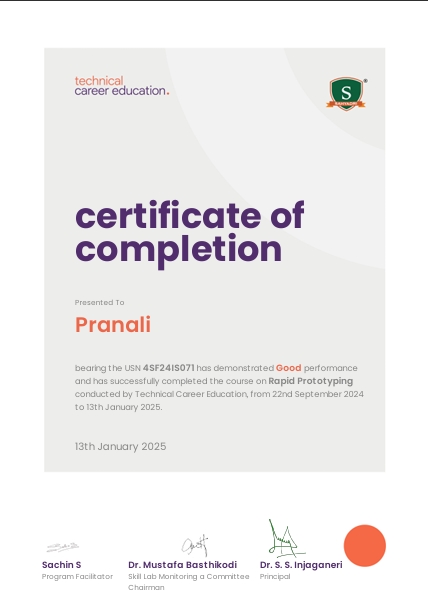 technical
career education.
S
certificate of
completion
Presented To
Pranali
bearing the USN 4SF24IS071 has demonstrated Good performance
and has successfully completed the course on Rapid Prototyping
conducted by Technical Career Education, from 22nd September 2024
to 13th January 2025.
13th January 2025
Sachin S
Program Facilitator
Dr. Mustafa Basthikodi
Skill Lab Monitoring a Committee
Chairman
Dr. S. S. Injaganeri
Principal